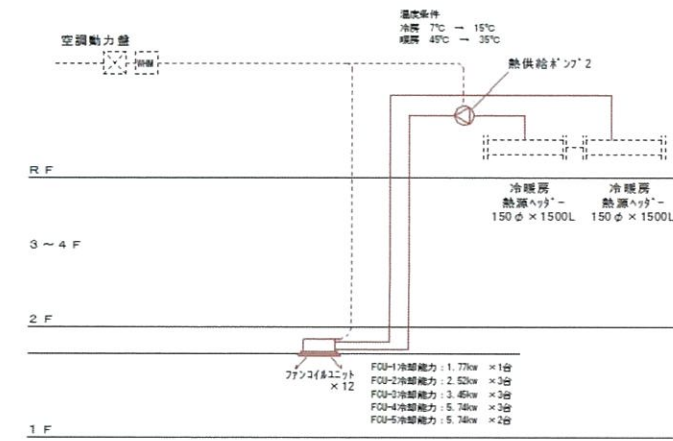 温度条件
冷房 7℃ → 15℃
暖房 45℃ → 35℃
空調動力盤
WHM
熱供給ポンプ2
RF
冷暖房
熱源ヘッダー
150φ×1500L
冷暖房
熱源ヘッダー
150φ×1500L
3～4F
2F
ファンコイルユニット
×12
FCU-1冷却能力：1.77kw ×1台
FCU-2冷却能力：2.52kw ×3台
FCU-3冷却能力：3.45kw ×3台
FCU-4冷却能力：5.74kw ×3台
FCU-5冷却能力：5.74kw ×2台
1F